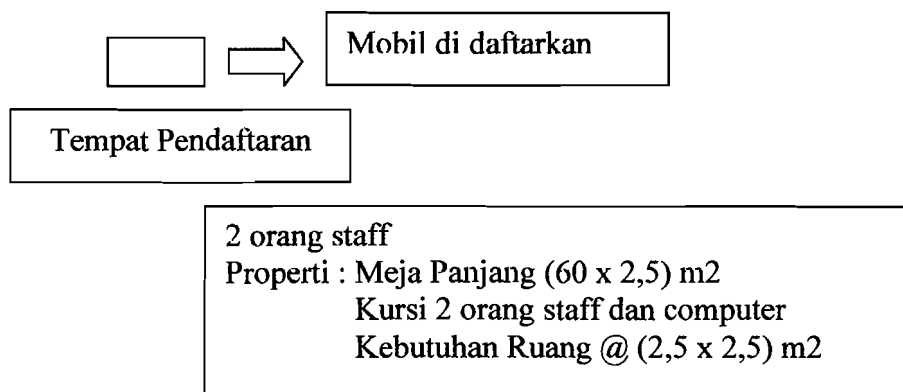 Mobil di daftarkan
Tempat Pendaftaran
2 orang staff
Properti : Meja Panjang (60 x 2,5) m2
Kursi 2 orang staff dan computer
Kebutuhan Ruang @ (2,5 x 2,5) m2